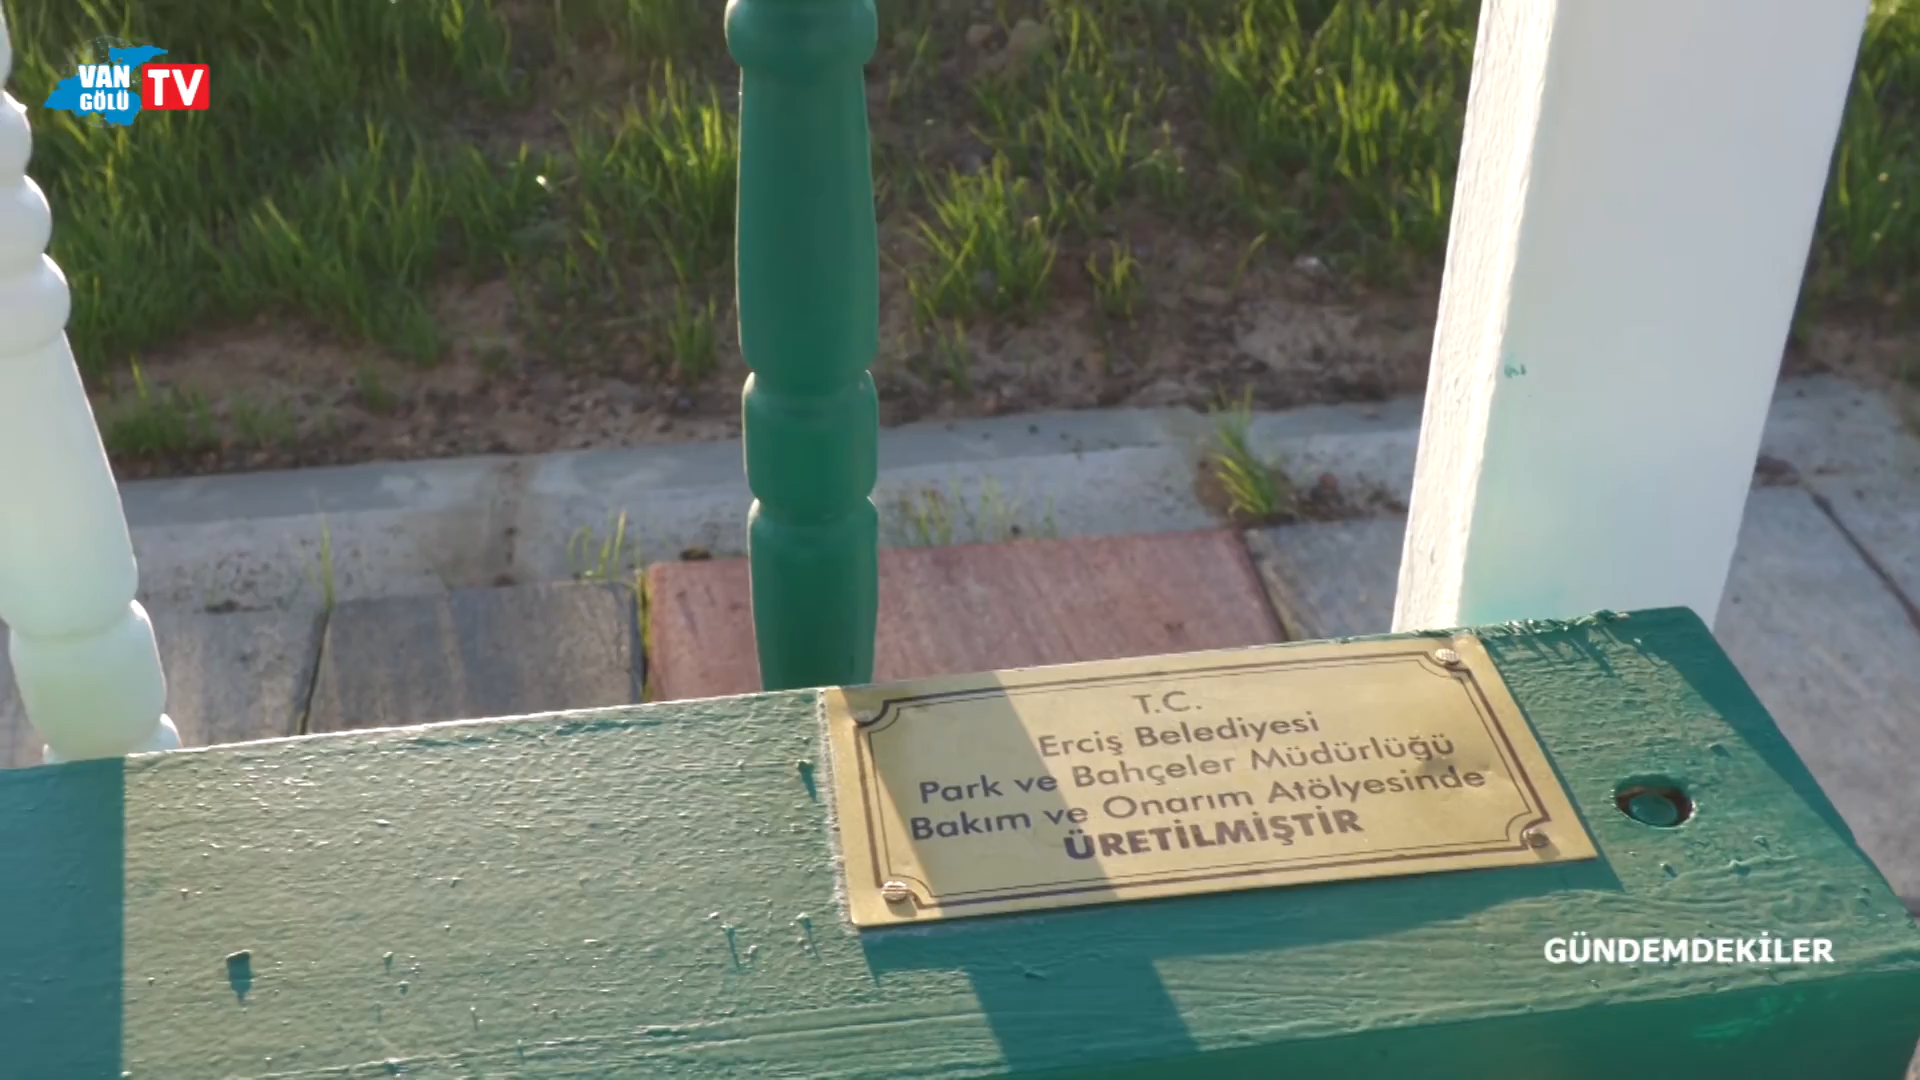 VAN
GÖLÜ
TV
T.C.
Erciş Belediyesi
Park ve Bahçeler Müdürlüğü
Bakım ve Onarım Atölyesinde
ÜRETİLMİŞTİR
GÜNDEMDEKİLER